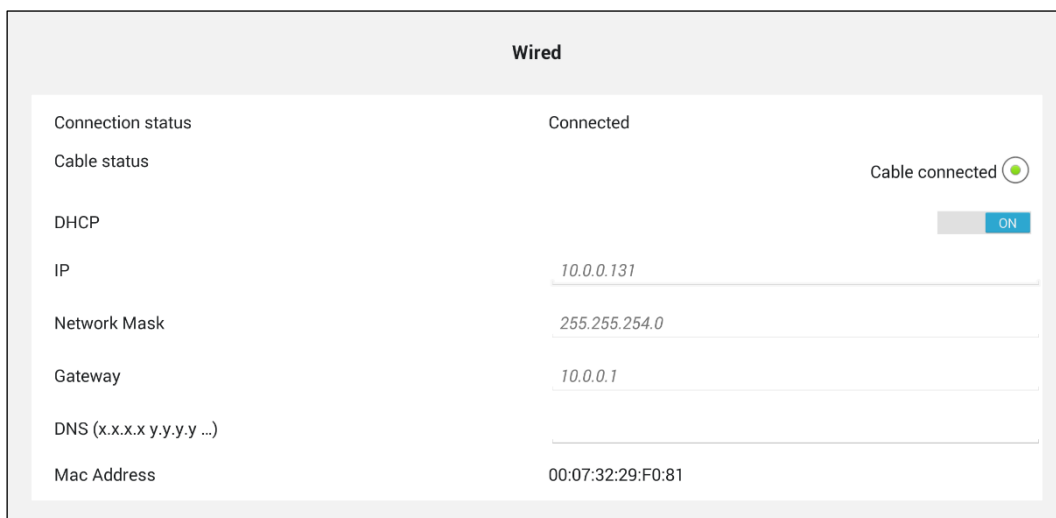 Wired
Connection status Connected
Cable status Cable connected
DHCP ON
IP 10.0.0.131
Network Mask 255.255.254.0
Gateway 10.0.0.1
DNS (x.x.x.x y.y.y.y ...)
Mac Address 00:07:32:29:F0:81